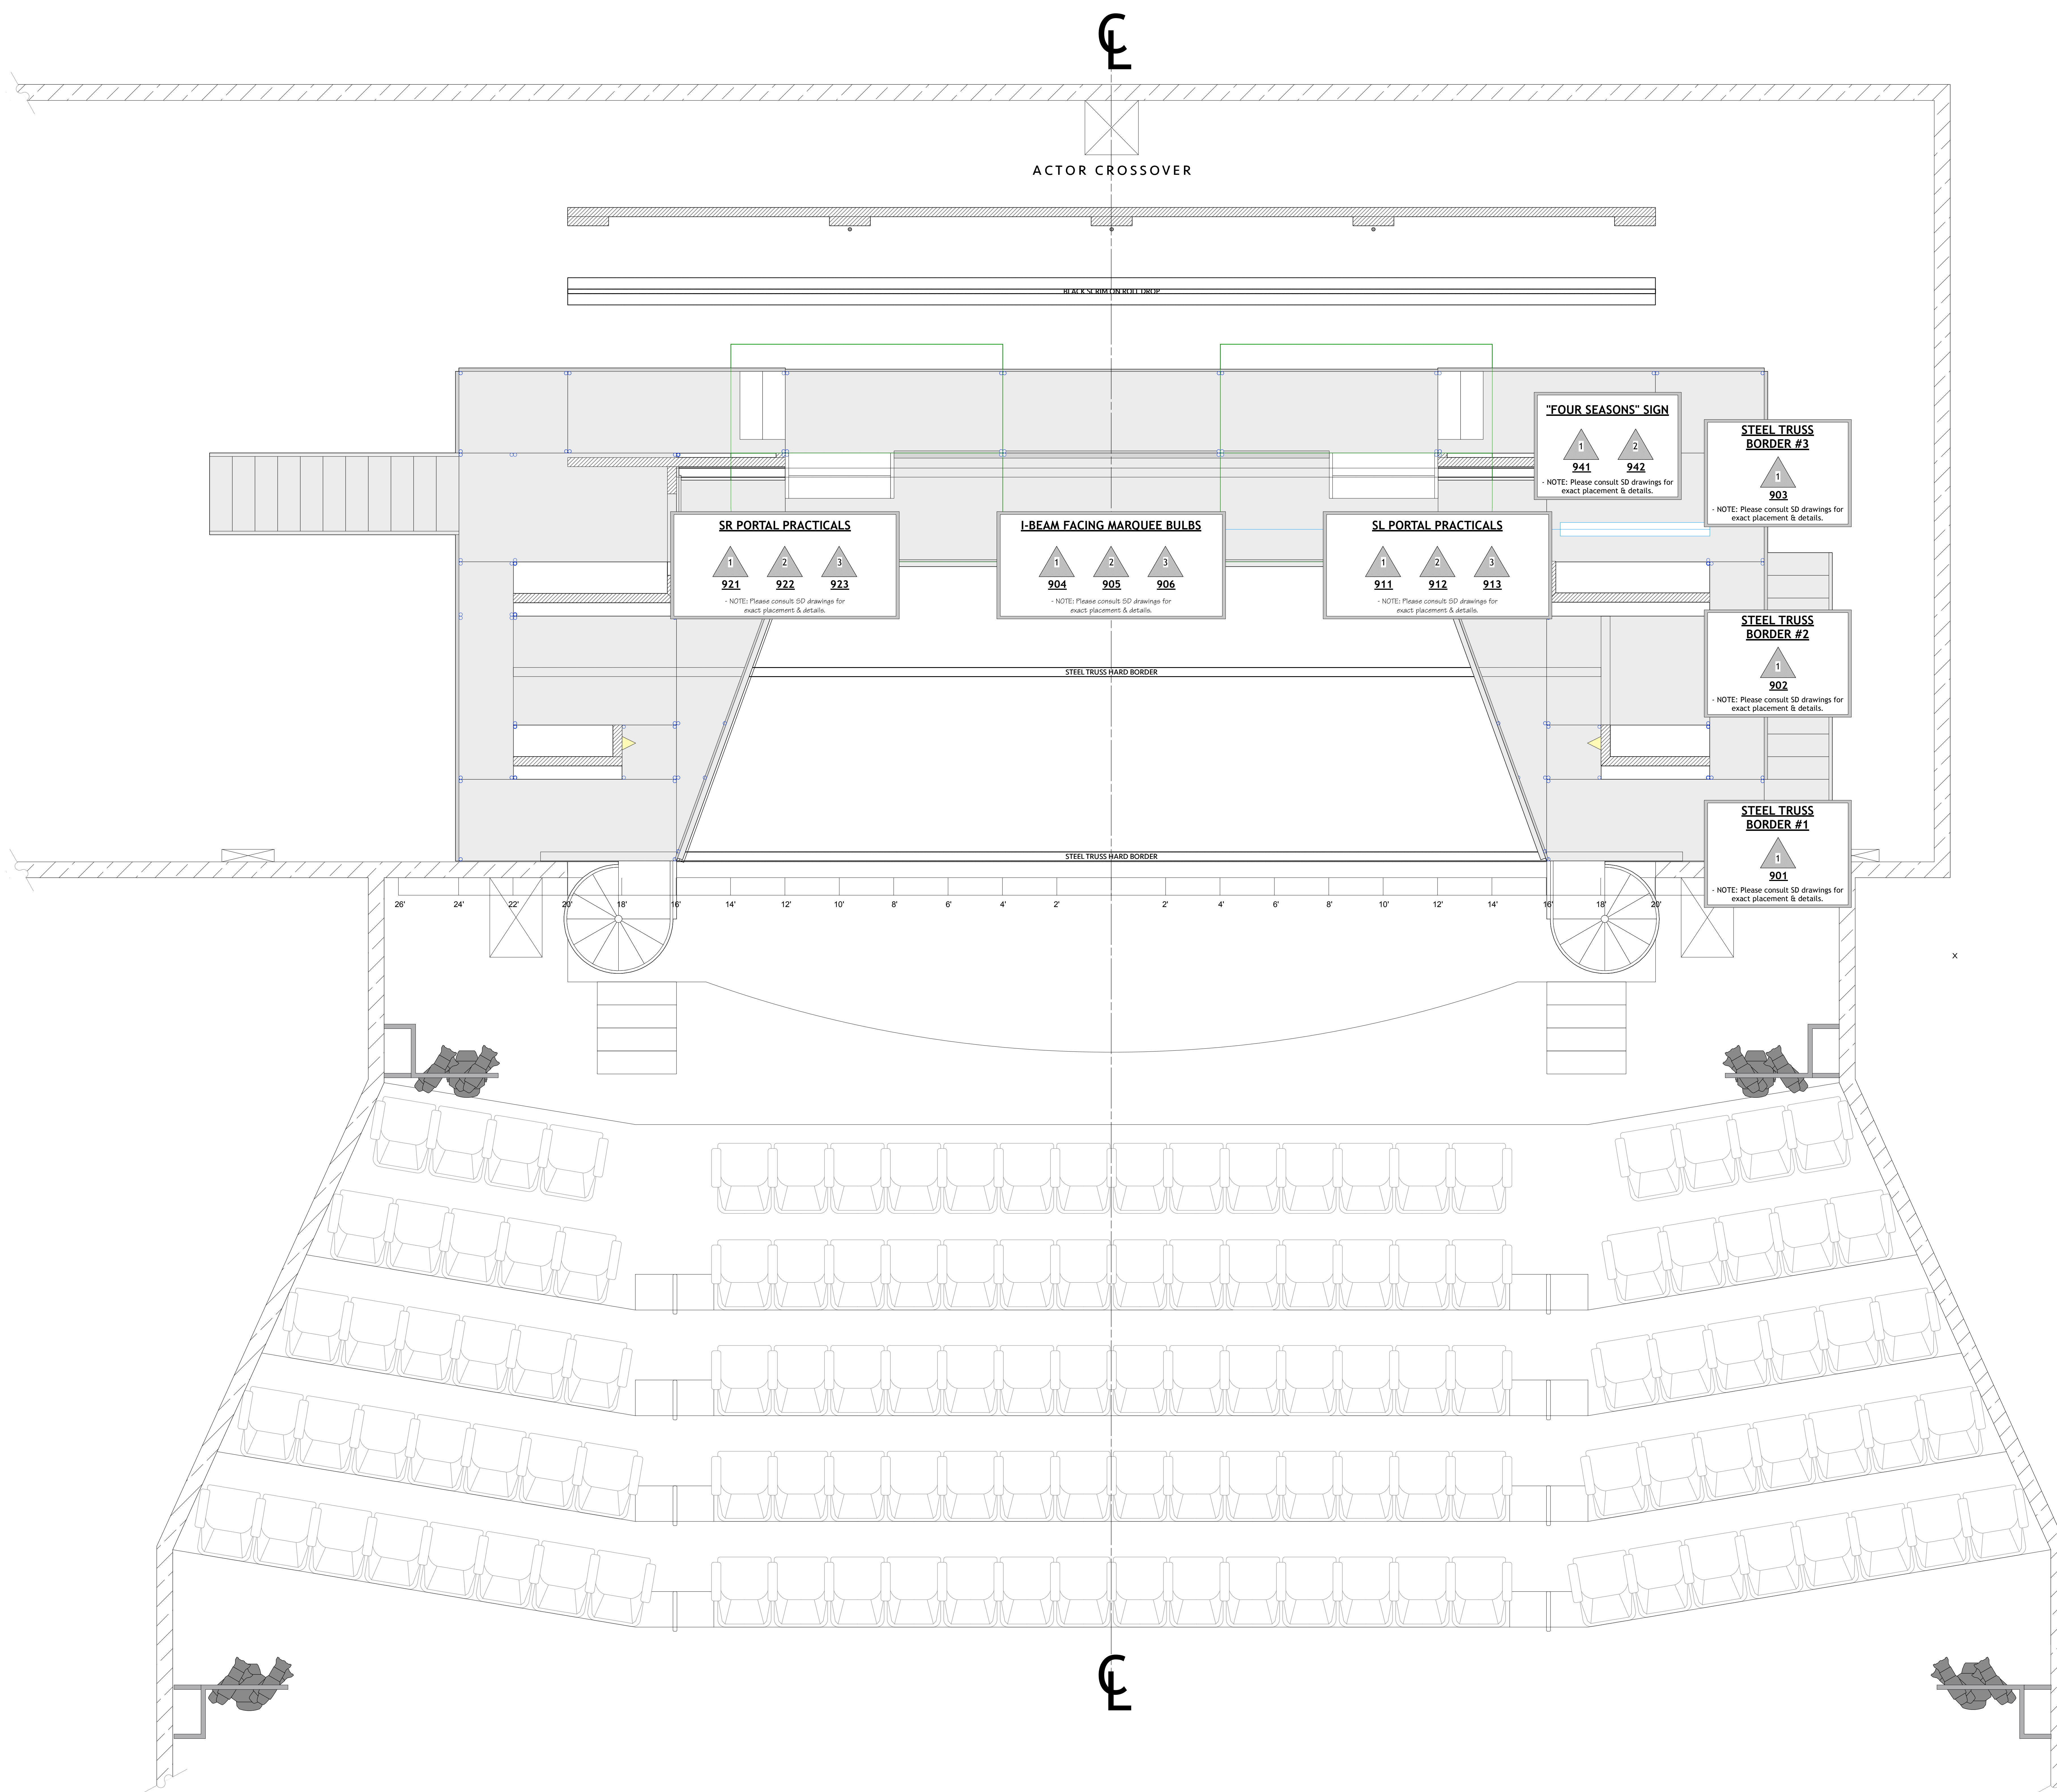 CL
ACTOR CROSSOVER
BLACK SCRIM ON ROLL DROP
"FOUR SEASONS" SIGN
1 2
941 942
- NOTE: Please consult SD drawings for
exact placement & details.
STEEL TRUSS
BORDER #3
1
903
- NOTE: Please consult SD drawings for
exact placement & details.
SR PORTAL PRACTICALS
1 2 3
921 922 923
- NOTE: Please consult SD drawings for
exact placement & details.
I-BEAM FACING MARQUEE BULBS
1 2 3
904 905 906
- NOTE: Please consult SD drawings for
exact placement & details.
SL PORTAL PRACTICALS
1 2 3
911 912 913
- NOTE: Please consult SD drawings for
exact placement & details.
STEEL TRUSS
BORDER #2
1
902
- NOTE: Please consult SD drawings for
exact placement & details.
STEEL TRUSS HARD BORDER
STEEL TRUSS
BORDER #1
1
901
- NOTE: Please consult SD drawings for
exact placement & details.
STEEL TRUSS HARD BORDER
26' 24' 22' 20' 18' 16' 14' 12' 10' 8' 6' 4' 2' 2' 4' 6' 8' 10' 12' 14' 16' 18' 20'
x
CL